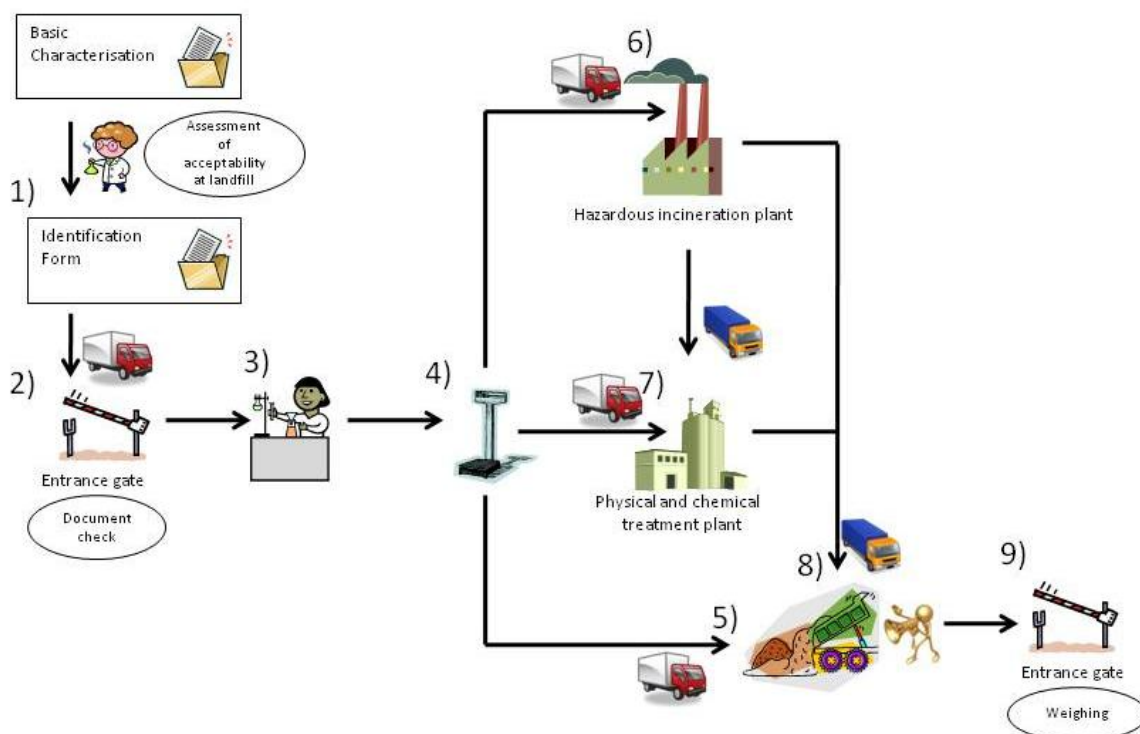 Basic
Characterisation
Assessment
of
acceptability
at landfill
1)
Identification
Form
2)
Entrance gate
Document
check
3)
4)
6)
Hazardous incineration plant
7)
Physical and chemical
treatment plant
5)
8)
9)
Entrance gate
Weighing